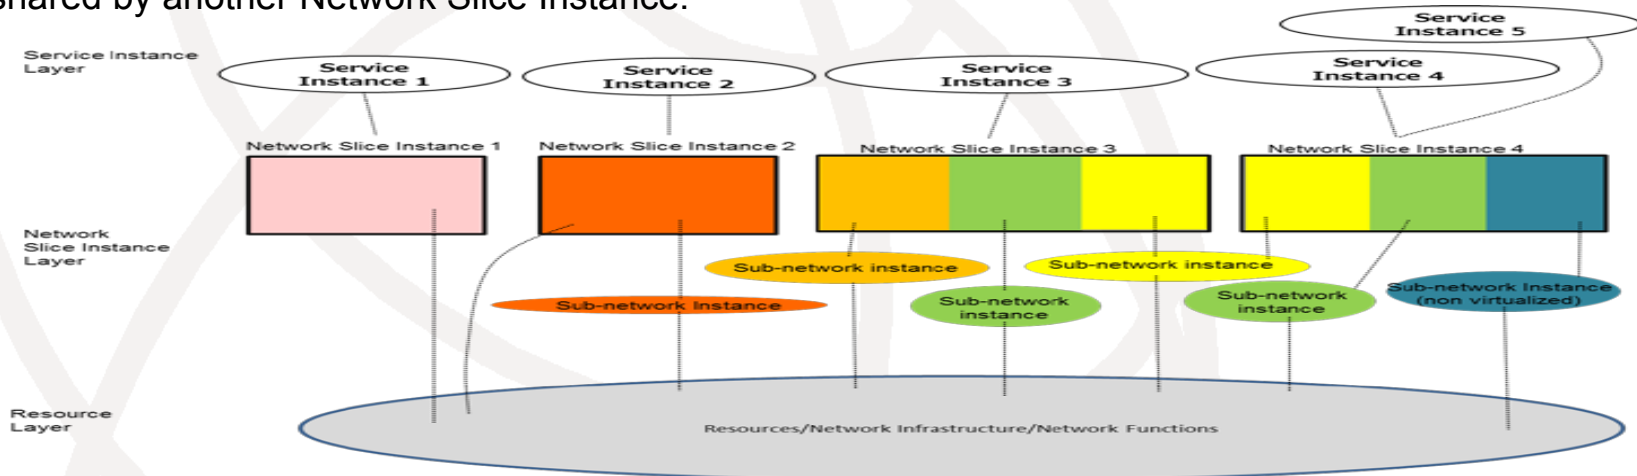 shared by another Network Slice Instance.
Service
Instance 5
Service Instance
Layer
Service
Instance 1
Service
Instance 2
Service
Instance 3
Service
Instance 4
Network Slice Instance 1
Network Slice Instance 2
Network Slice Instance 3
Network Slice Instance 4
Network
Slice Instance
Layer
Sub-network instance
Sub-network instance
Sub-network Instance
Sub-network
instance
Sub-network
instance
Sub-network Instance
(non virtualized)
Resource
Layer
Resources/Network Infrastructure/Network Functions